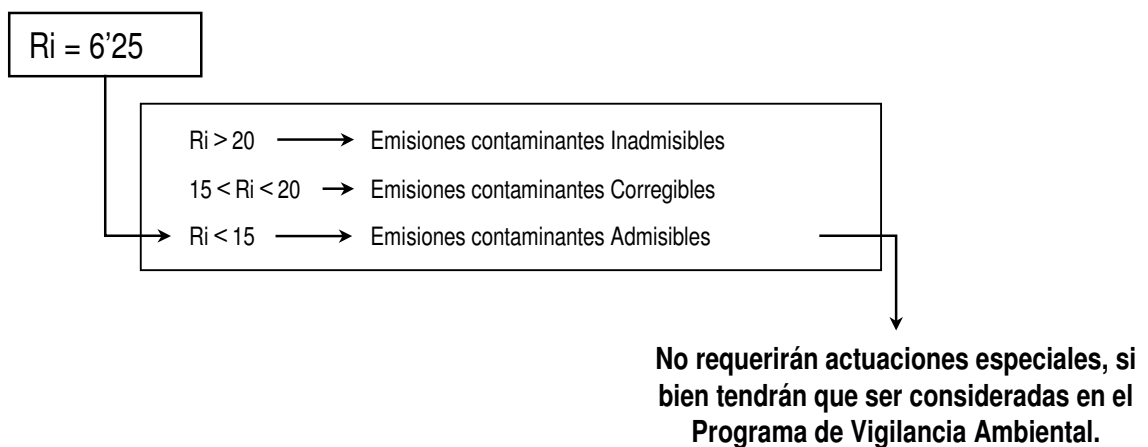 Ri = 6’25
Ri > 20 Emisiones contaminantes Inadmisibles
15 < Ri < 20 Emisiones contaminantes Corregibles
Ri < 15 Emisiones contaminantes Admisibles
No requerirán actuaciones especiales, si
bien tendrán que ser consideradas en el
Programa de Vigilancia Ambiental.